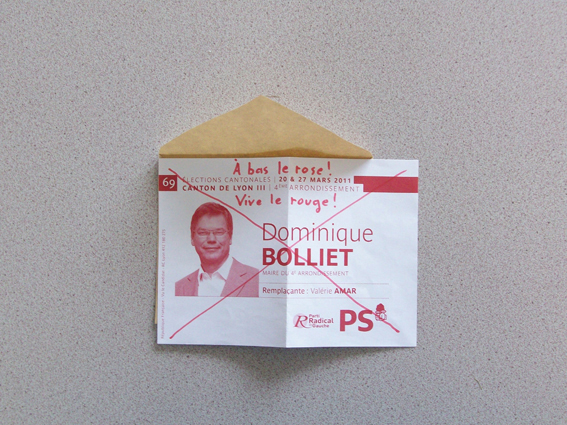 À bas le rose!
69 ÉLECTIONS CANTONALES | 20 & 27 MARS 2011
CANTON DE LYON III | 4ÈME ARRONDISSEMENT
Vive le rouge!
Dominique
BOLLIET
MAIRE DU 4E ARRONDISSEMENT
Remplaçante : Valérie AMAR
Parti
Radical
de Gauche
PS